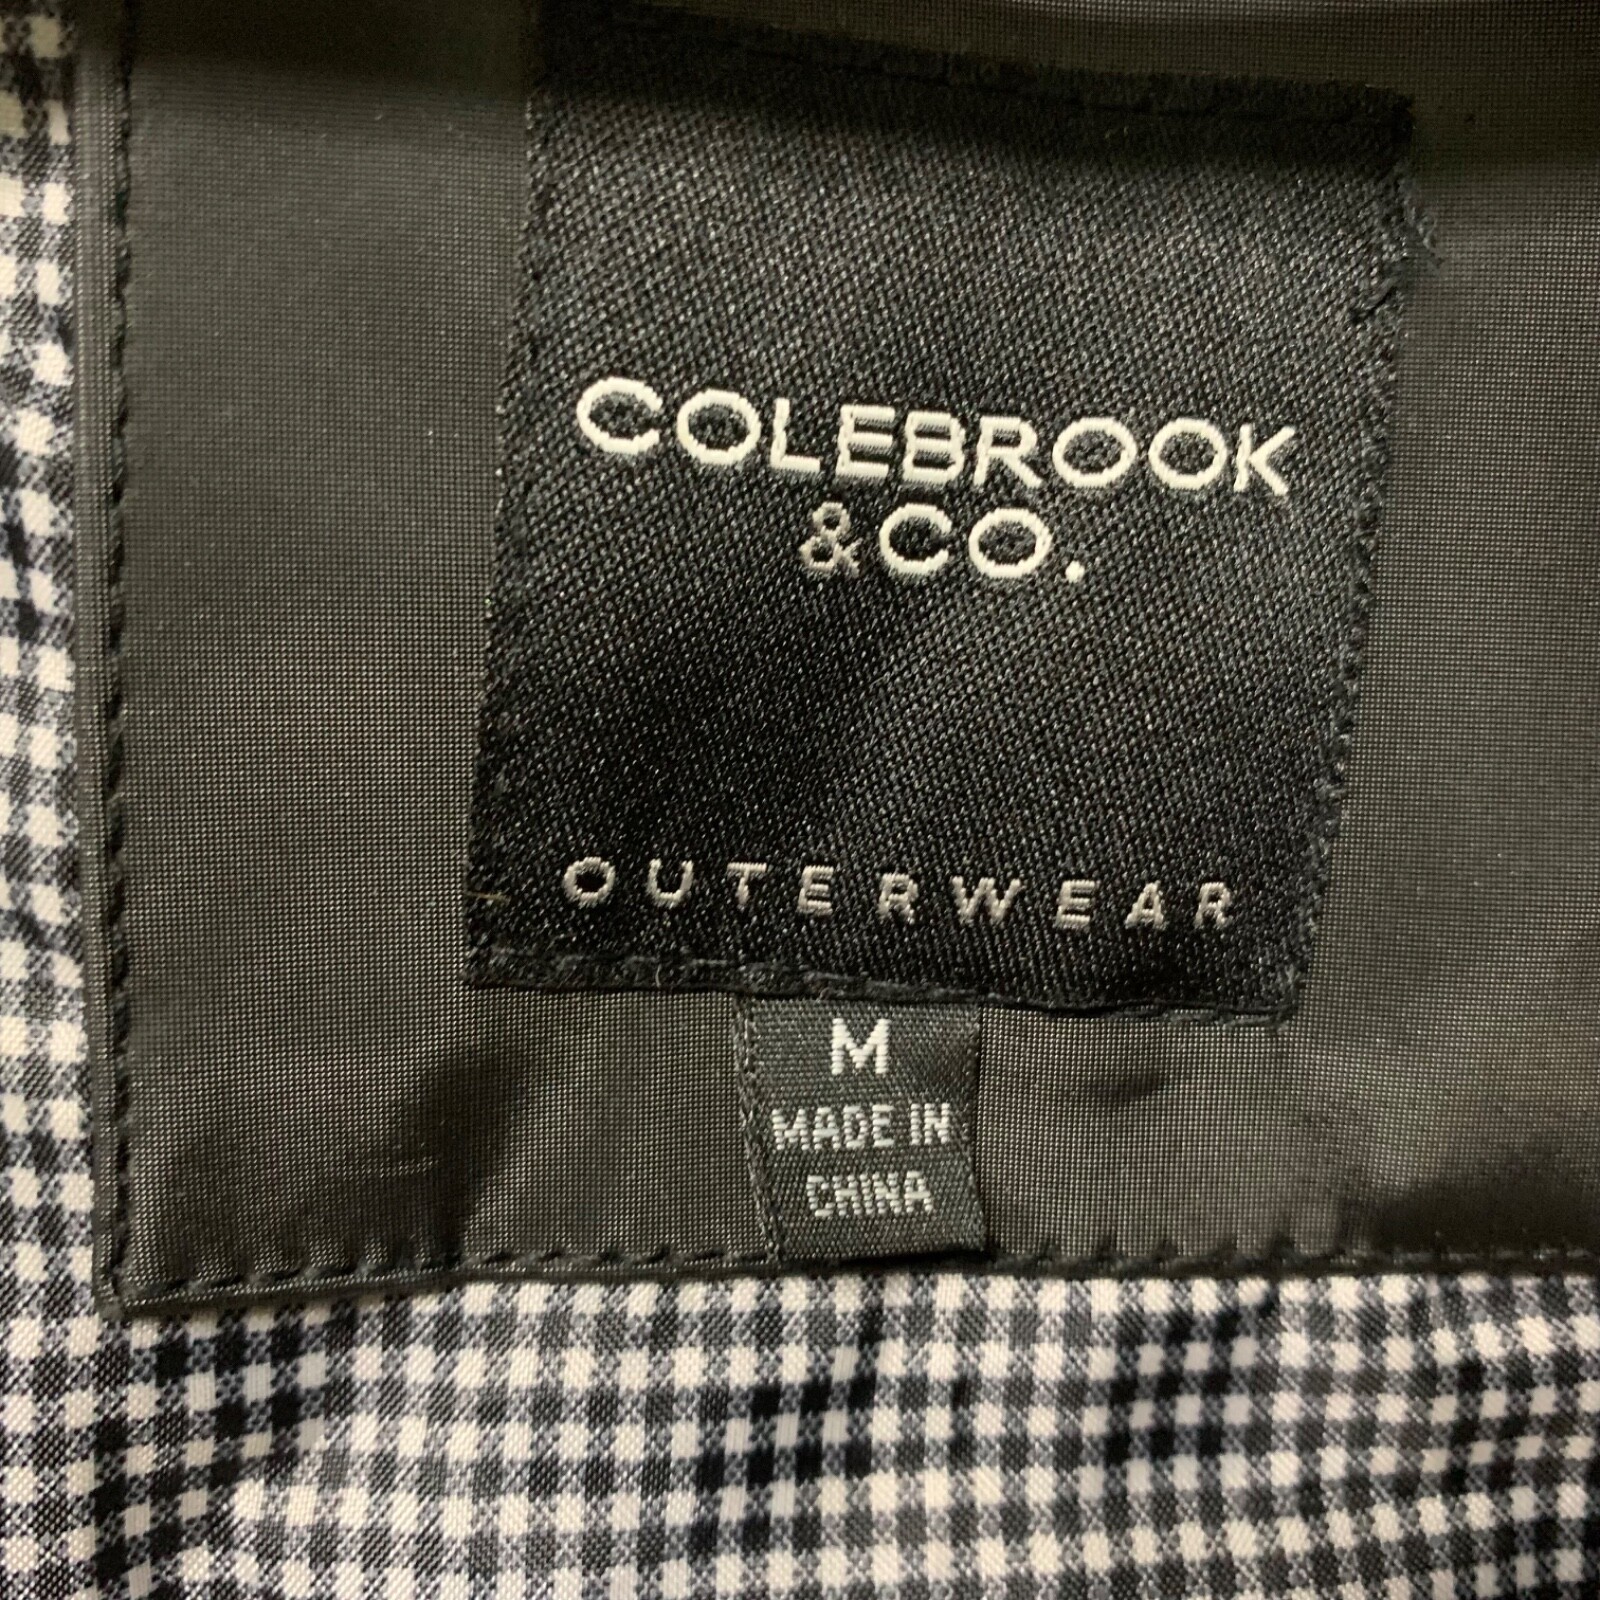 COLEBROOK
&CO.
OUTERWEAR
M
MADE IN
CHINA